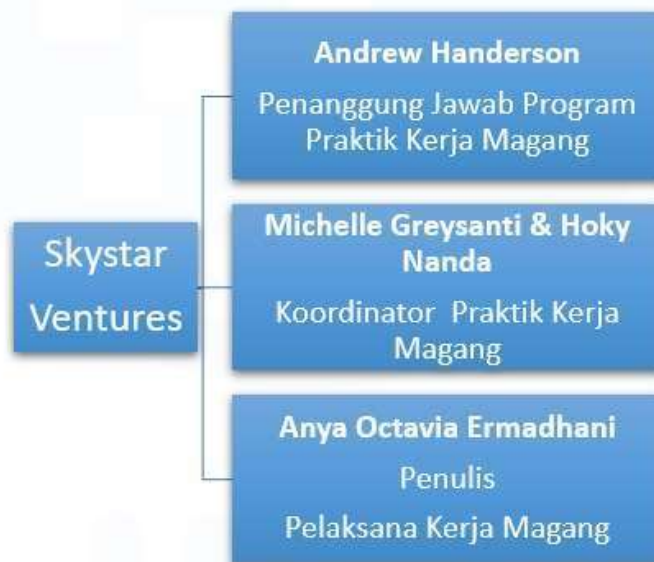 Skystar
Ventures
Andrew Handerson
Penanggung Jawab Program
Praktik Kerja Magang
Michelle Greysanti & Hoky
Nanda
Koordinator Praktik Kerja
Magang
Anya Octavia Ermadhani
Penulis
Pelaksana Kerja Magang